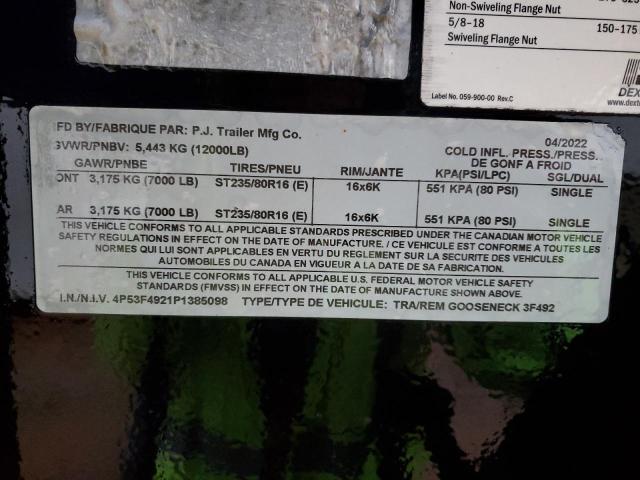 Non-Swiveling Flange Nut
5/8-18
Swiveling Flange Nut
150-175
Label No. 059-900-00 Rev.C
FD BY/FABRIQUE PAR: P.J. Trailer Mfg Co.
04/2022
GVWR/PNBV: 5,443 KG (12000LB)
COLD INFL. PRESS./PRESS.
DE GONF A FROID
GAWR/PNBE TIRES/PNEU RIM/JANTE KPA(PSI/LPC) SGL/DUAL
ONT 3,175 KG (7000 LB) ST235/80R16 (E) 16x6K 551 KPA (80 PSI) SINGLE
AR 3,175 KG (7000 LB) ST235/80R16 (E) 16x6K 551 KPA (80 PSI) SINGLE
THIS VEHICLE CONFORMS TO ALL APPLICABLE STANDARDS PRESCRIBED UNDER THE CANADIAN MOTOR VEHICLE
SAFETY REGULATIONS IN EFFECT ON THE DATE OF MANUFACTURE. / CE VEHICULE EST CONFORME A TOUTES LES
NORMES QUI LUI SONT APPLICABLES EN VERTU DU REGLEMENT SUR LA SECURITE DES VEHICULES
AUTOMOBILES DU CANADA EN VIGUEUR A LA DATE DE SA FABRICATION.
THIS VEHICLE CONFORMS TO ALL APPLICABLE U.S. FEDERAL MOTOR VEHICLE SAFETY
STANDARDS (FMVSS) IN EFFECT ON THE DATE OF MANUFACTURE SHOWN ABOVE.
I.N./N.I.V. 4P53F4921P1385098 TYPE/TYPE DE VEHICULE: TRA/REM GOOSENECK 3F492